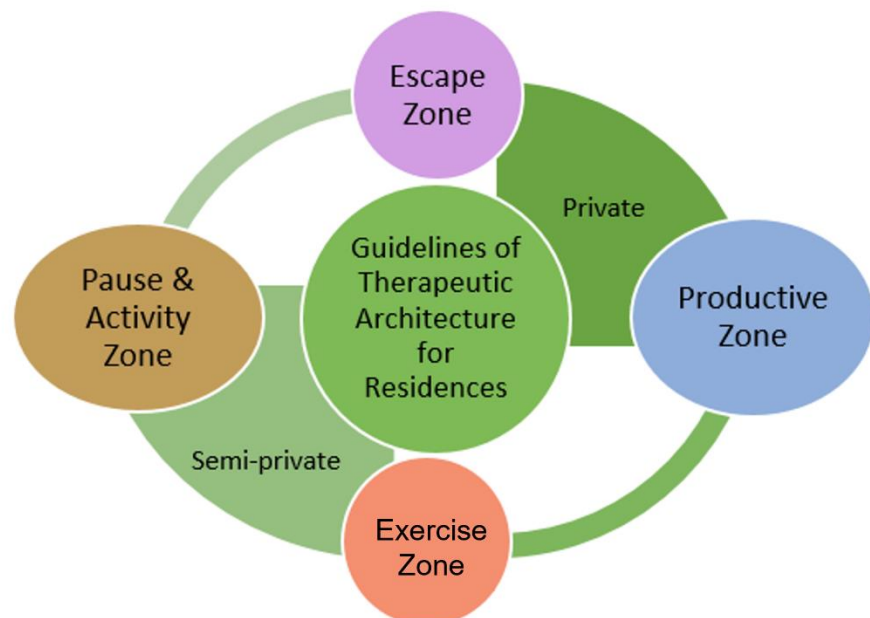 Escape
Zone
Private
Guidelines of
Therapeutic
Architecture
for
Residences
Pause &
Activity
Zone
Productive
Zone
Semi-private
Exercise
Zone